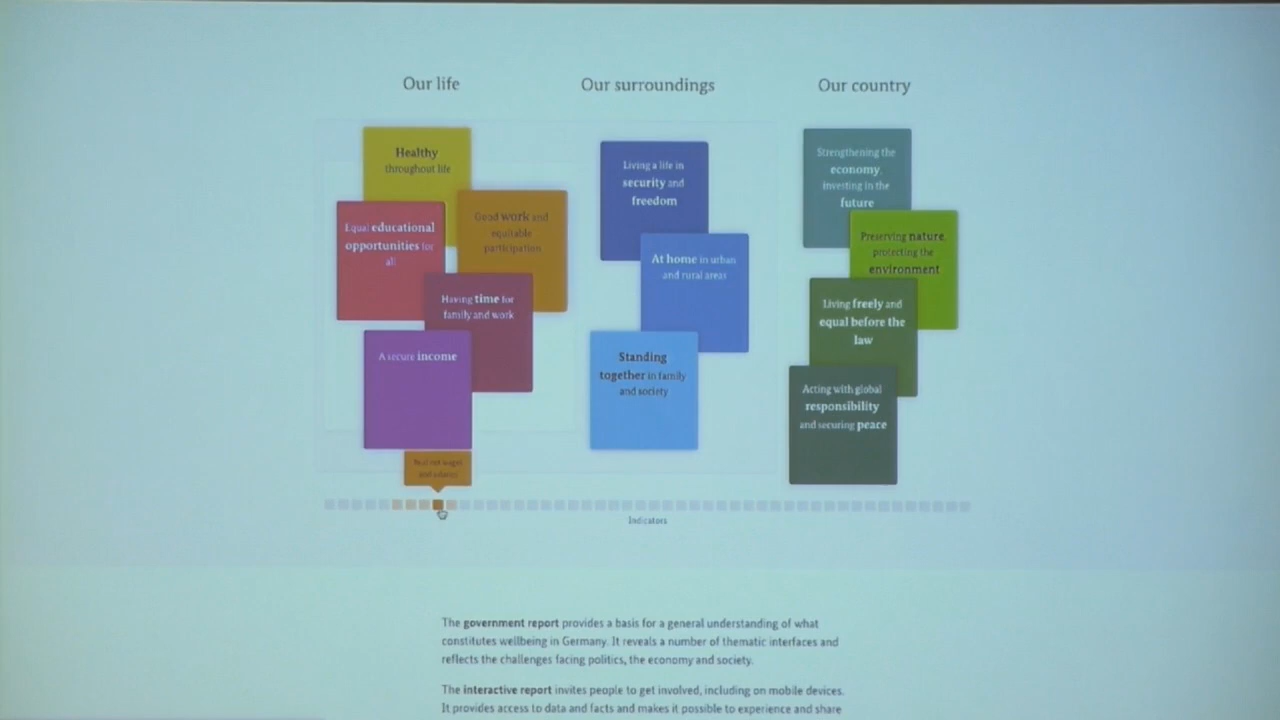 Our life
Our surroundings
Our country
Healthy
throughout life
Equal educational
opportunities for
all
Good work and
equitable
participation
Having time for
family and work
A secure income
Living a life in
security and
freedom
At home in urban
and rural areas
Standing
together in family
and society
Strengthening the
economy,
investing in the
future
Preserving nature,
protecting the
environment
Living freely and
equal before the
law
Acting with global
responsibility
and securing peace
Real net wages
and salaries
Indicators
The government report provides a basis for a general understanding of what
constitutes wellbeing in Germany. It reveals a number of thematic interfaces and
reflects the challenges facing politics, the economy and society.
The interactive report invites people to get involved, including on mobile devices.
It provides access to data and facts and makes it possible to experience and share